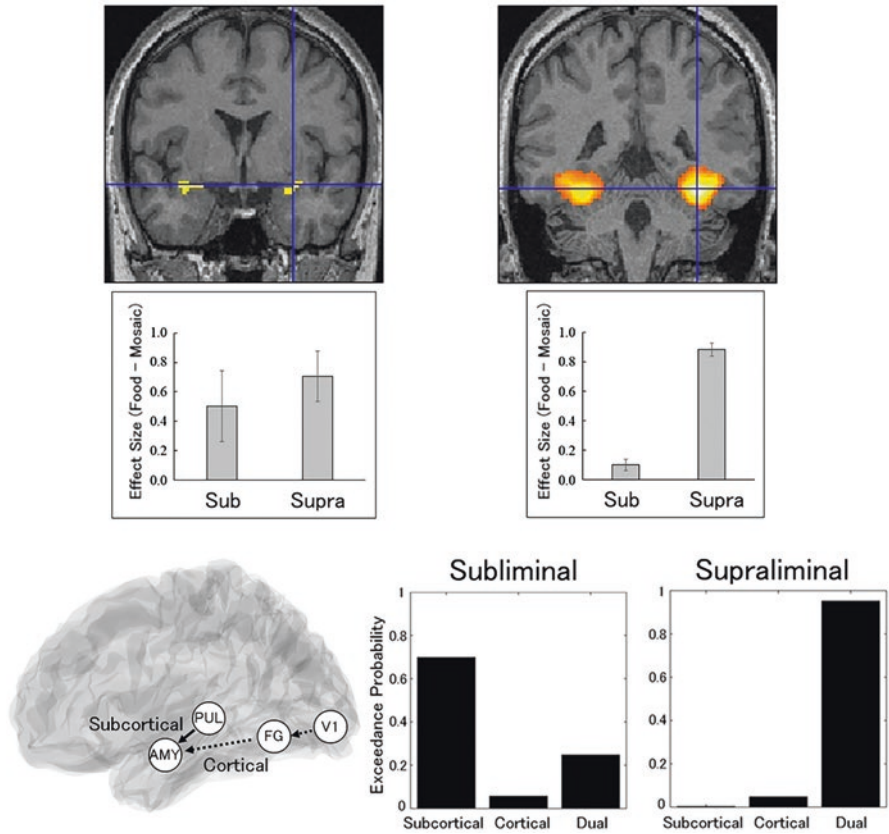 Effect Size (Food − Mosaic)
1.0
0.8
0.6
0.4
0.2
0.0
Sub Supra
Effect Size (Food − Mosaic)
1.0
0.8
0.6
0.4
0.2
0.0
Sub Supra
Subcortical
PUL
AMY
Cortical
FG
V1
Subliminal
Exceedance Probability
1
0.8
0.6
0.4
0.2
0
Subcortical Cortical Dual
Supraliminal
1
0.8
0.6
0.4
0.2
0
Subcortical Cortical Dual